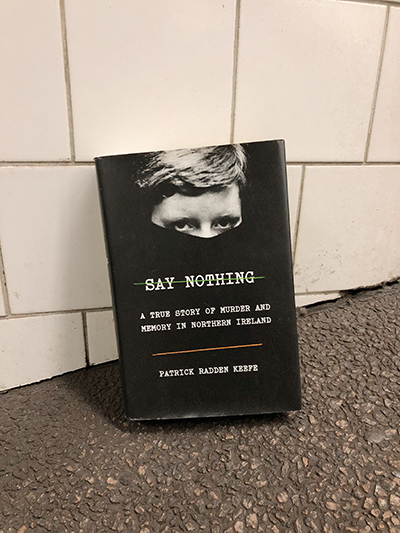 SAY NOTHING
A TRUE STORY OF MURDER AND
MEMORY IN NORTHERN IRELAND
PATRICK RADDEN KEEFE